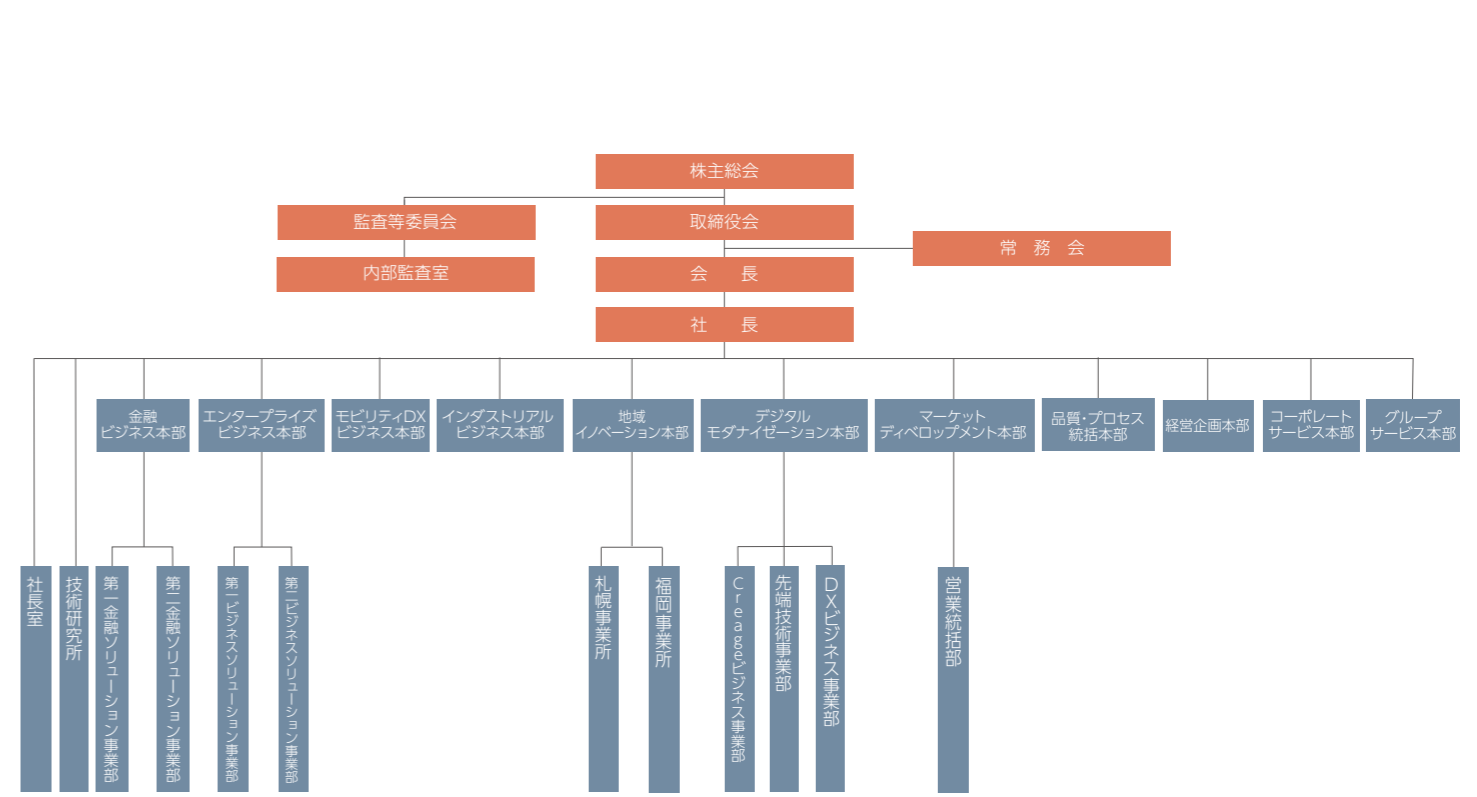 株主総会
監査等委員会
取締役会
常　務　会
内部監査室
会　　長
社　　長
金融
ビジネス本部
エンタープライズ
ビジネス本部
モビリティDX
ビジネス本部
インダストリアル
ビジネス本部
地域
イノベーション本部
デジタル
モダナイゼーション本部
マーケット
ディベロップメント本部
品質・プロセス
統括本部
経営企画本部
コーポレート
サービス本部
グループ
サービス本部
社長室
技術研究所
第一金融ソリューション事業部
第二金融ソリューション事業部
第一ビジネスソリューション事業部
第二ビジネスソリューション事業部
札幌事業所
福岡事業所
Creageビジネス事業部
先端技術事業部
DXビジネス事業部
営業統括部